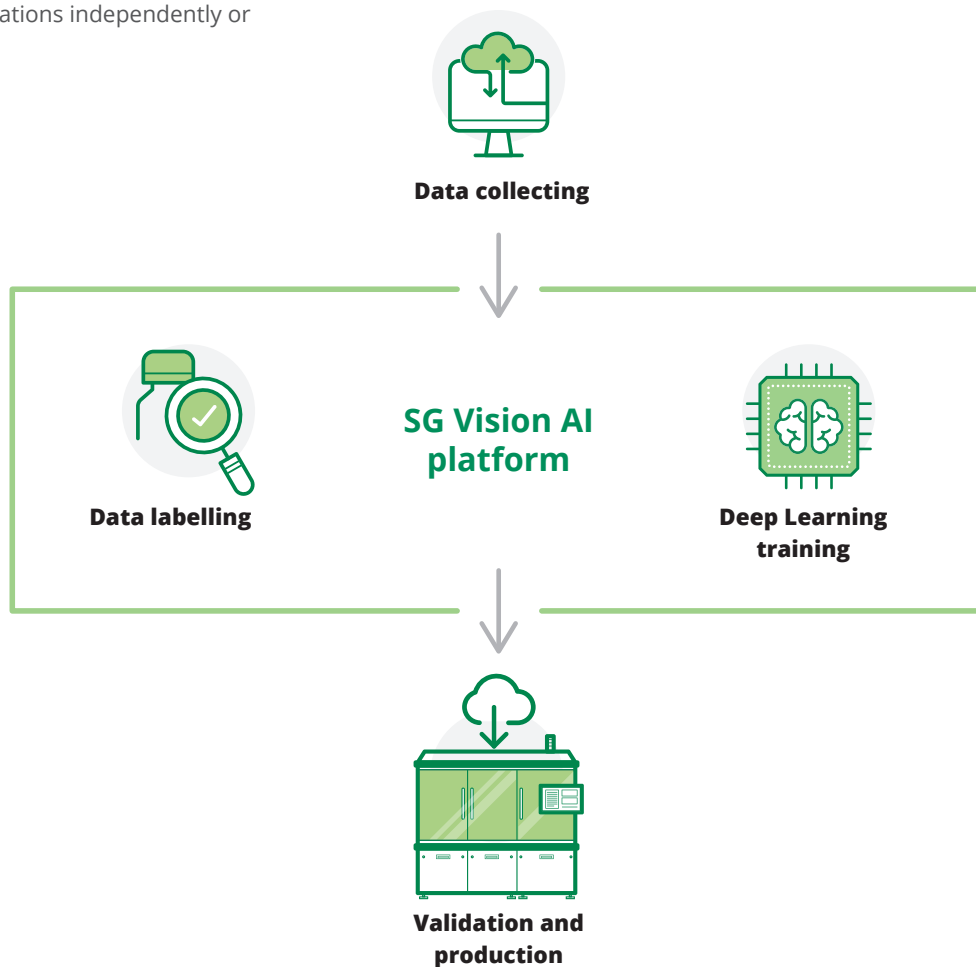 ations independently or
Data collecting
SG Vision AI
platform
Data labelling
Deep Learning
training
Validation and
production